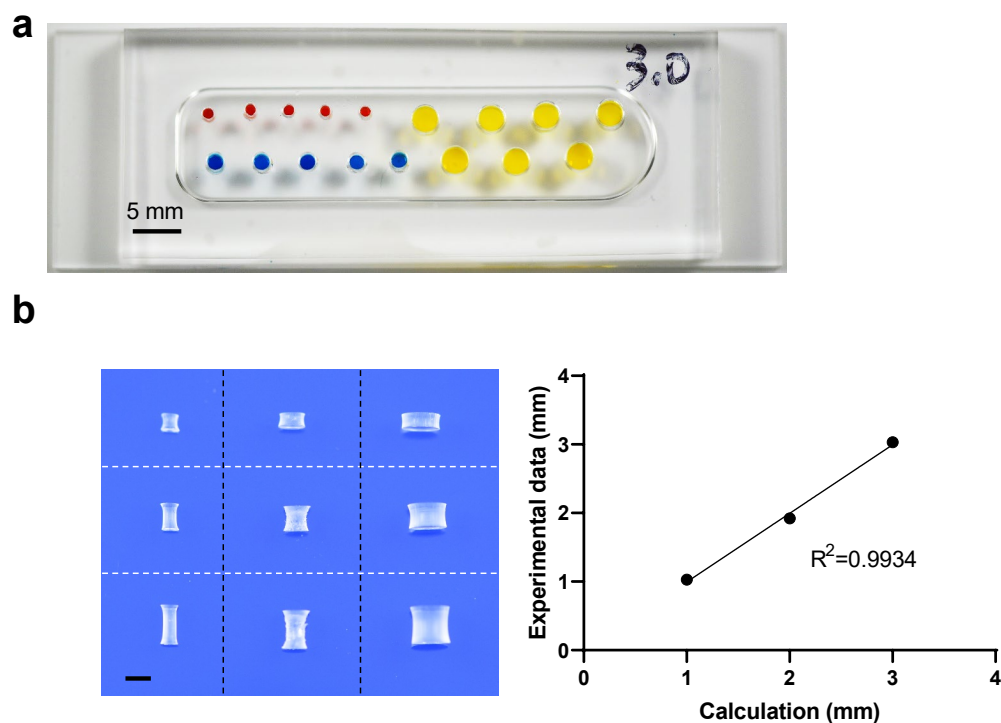 a
3.0
5 mm
b
Experimental data (mm)
4
3
2
1
0
R²=0.9934
0 1 2 3 4
Calculation (mm)